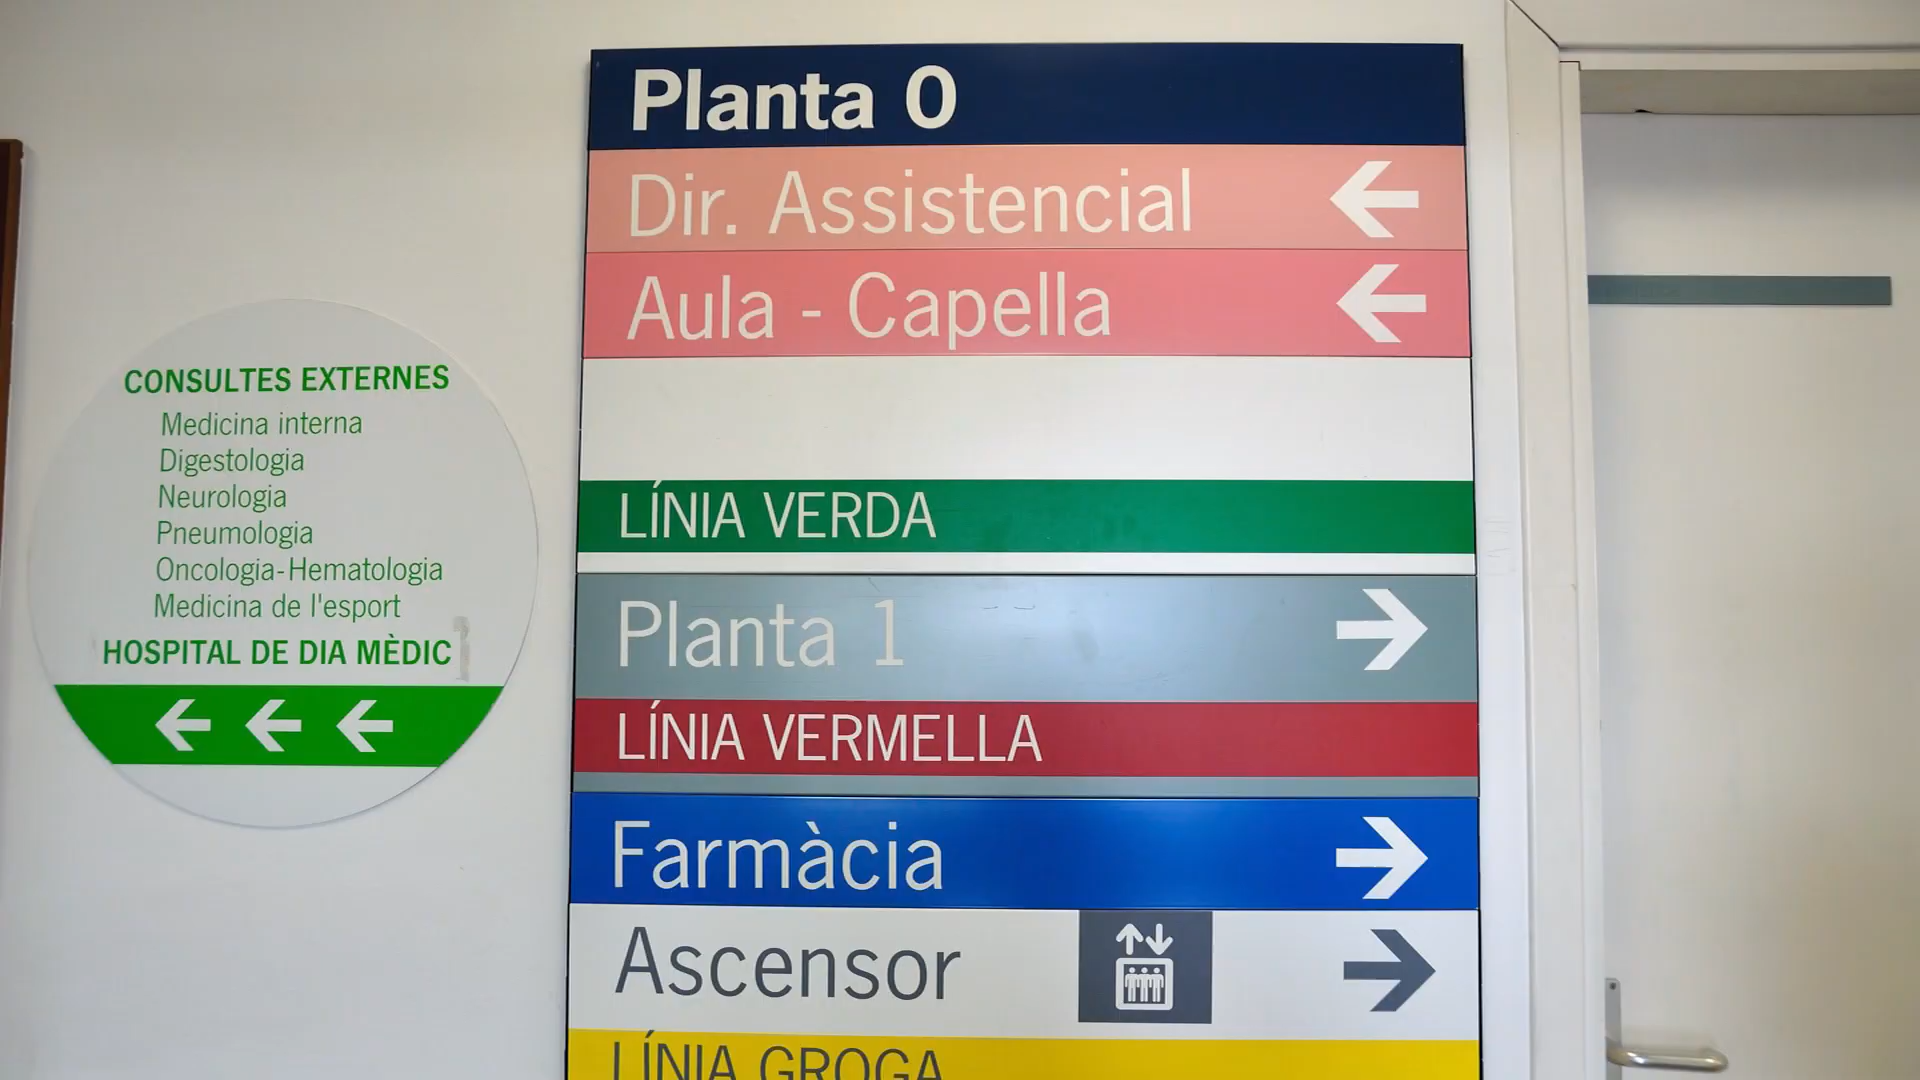 CONSULTES EXTERNES
Medicina interna
Digestologia
Neurologia
Pneumologia
Oncologia-Hematologia
Medicina de l'esport
HOSPITAL DE DIA MÈDIC
Planta 0
Dir. Assistencial
Aula - Capella
LÍNIA VERDA
Planta 1
LÍNIA VERMELLA
Farmàcia
Ascensor
LÍNIA GROGA